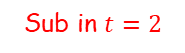 Sub in t = 2